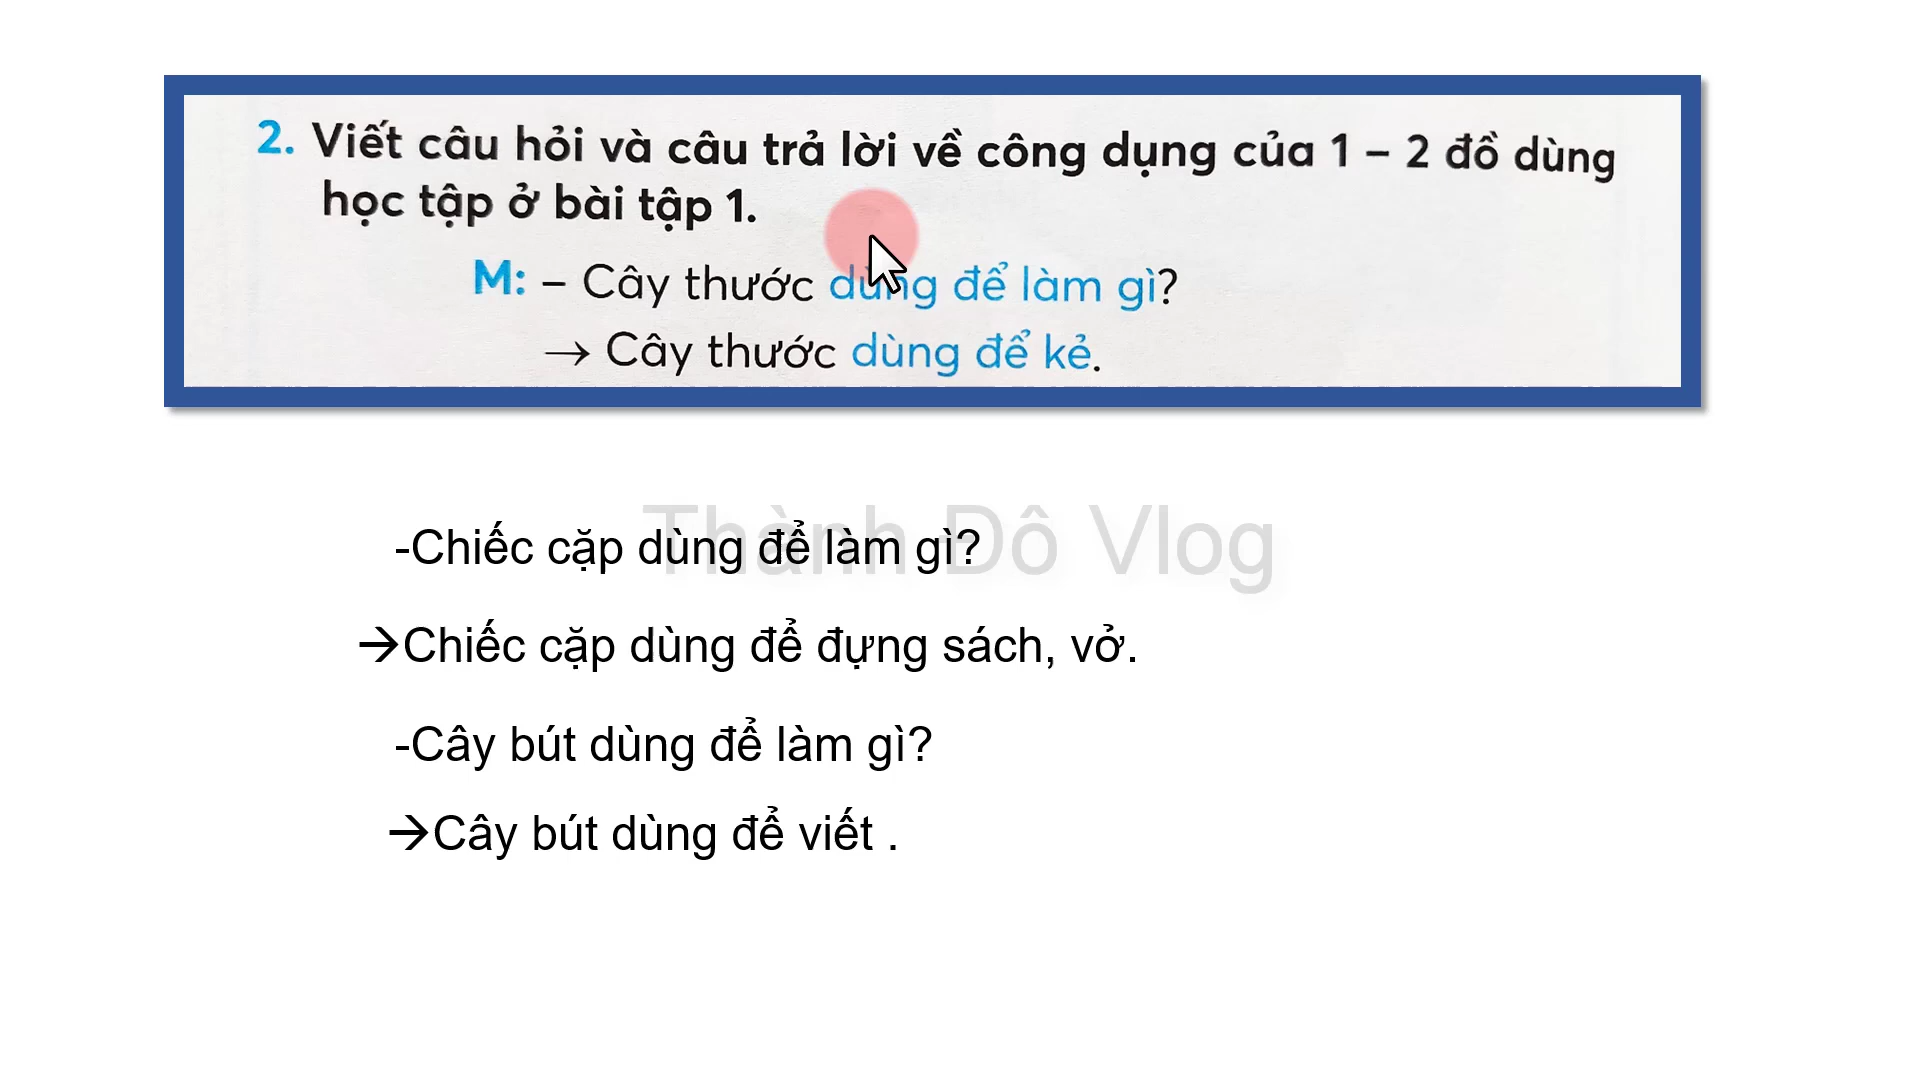 2. Viết câu hỏi và câu trả lời về công dụng của 1 – 2 đồ dùng
học tập ở bài tập 1.
M: – Cây thước dùng để làm gì?
→ Cây thước dùng để kẻ.
Thành Đô Vlog
-Chiếc cặp dùng để làm gì?
→Chiếc cặp dùng để đựng sách, vở.
-Cây bút dùng để làm gì?
→Cây bút dùng để viết .